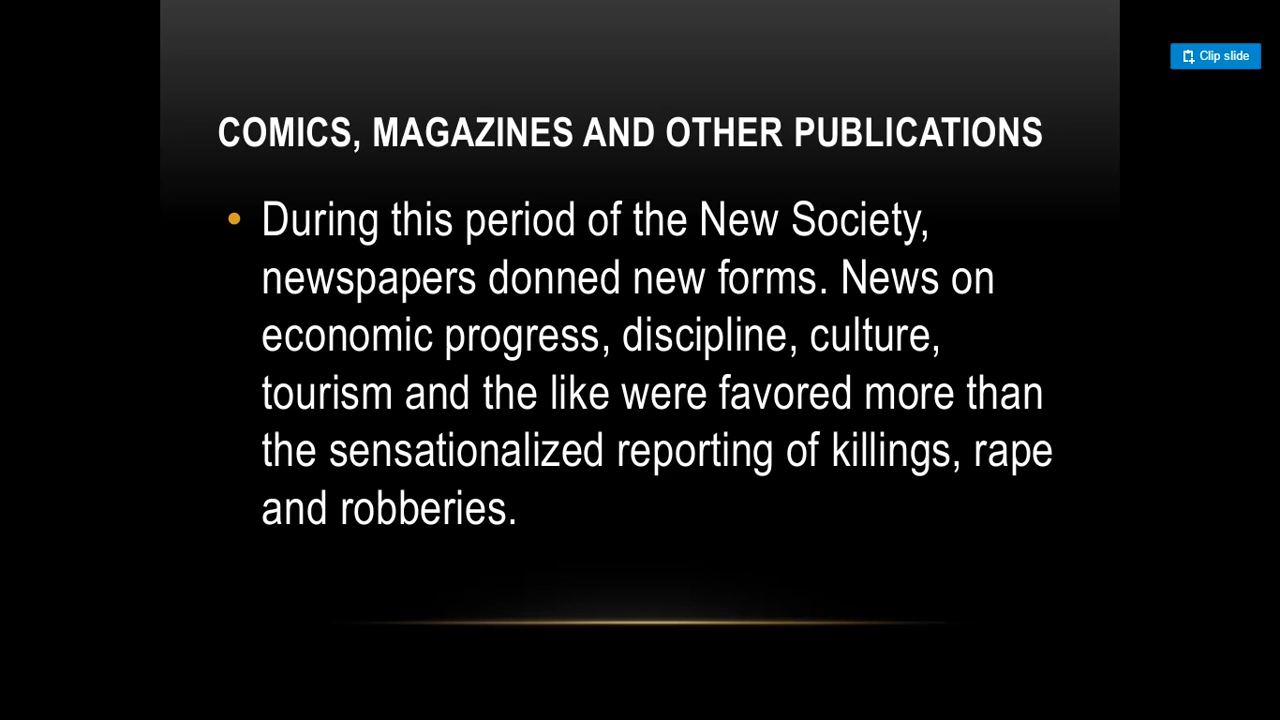 Clip slide
COMICS, MAGAZINES AND OTHER PUBLICATIONS
• During this period of the New Society,
newspapers donned new forms. News on
economic progress, discipline, culture,
tourism and the like were favored more than
the sensationalized reporting of killings, rape
and robberies.